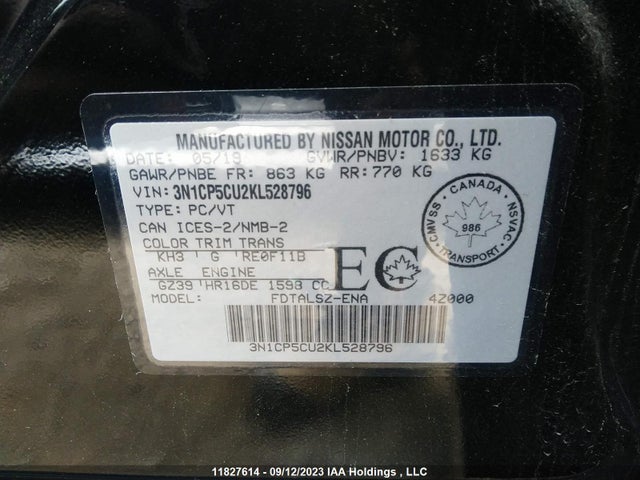 MANUFACTURED BY NISSAN MOTOR CO., LTD.
DATE: 05/19 GVWR/PNBV: 1633 KG
GAWR/PNBE FR: 863 KG RR: 770 KG
VIN: 3N1CP5CU2KL528796
TYPE: PC/VT
CAN ICES-2/NMB-2
COLOR TRIM TRANS
KH3 G RE0F11B
AXLE ENGINE
GZ39 HR16DE 1593 CC
MODEL: FDTALSZ-ENA 4Z000
EC
CANADA
CMVSS 986 NSVAC
TRANSPORT
3N1CP5CU2KL528796
11827614 - 09/12/2023 IAA Holdings , LLC